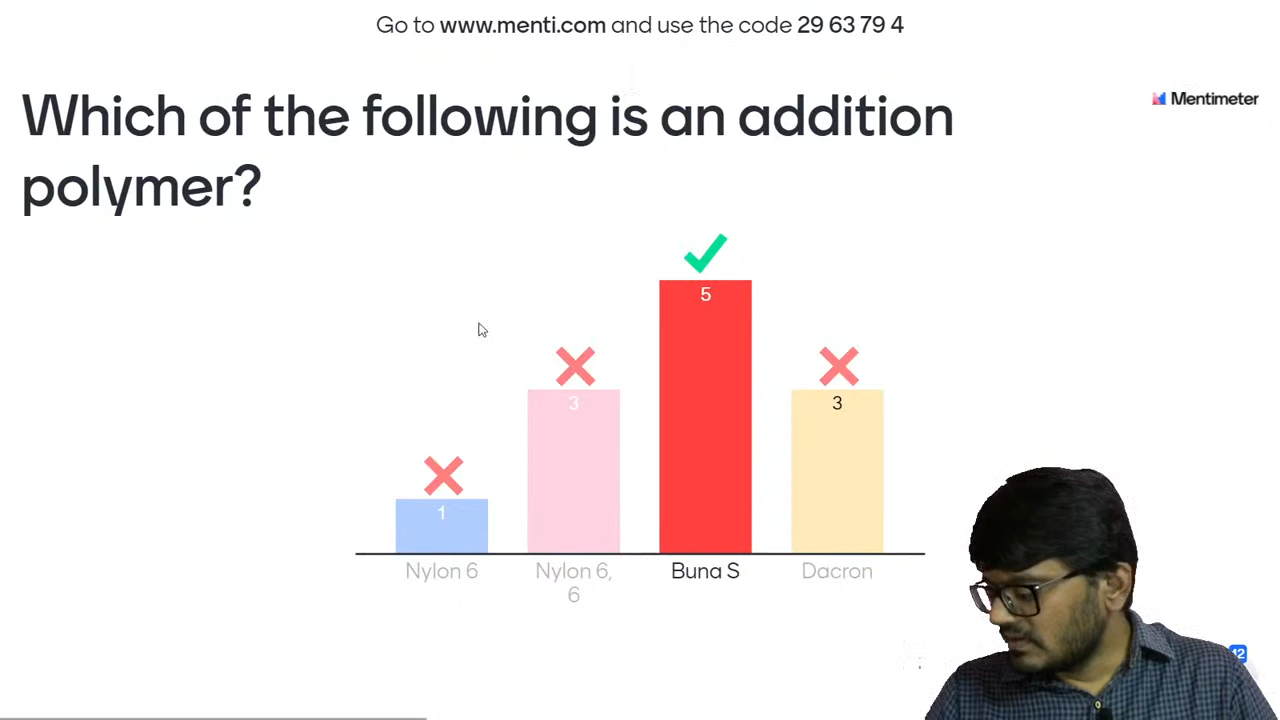 Go to www.menti.com and use the code 29 63 79 4
Mentimeter
Which of the following is an addition
polymer?
5
3
3
1
Nylon 6
Nylon 6,
6
Buna S
Dacron
12